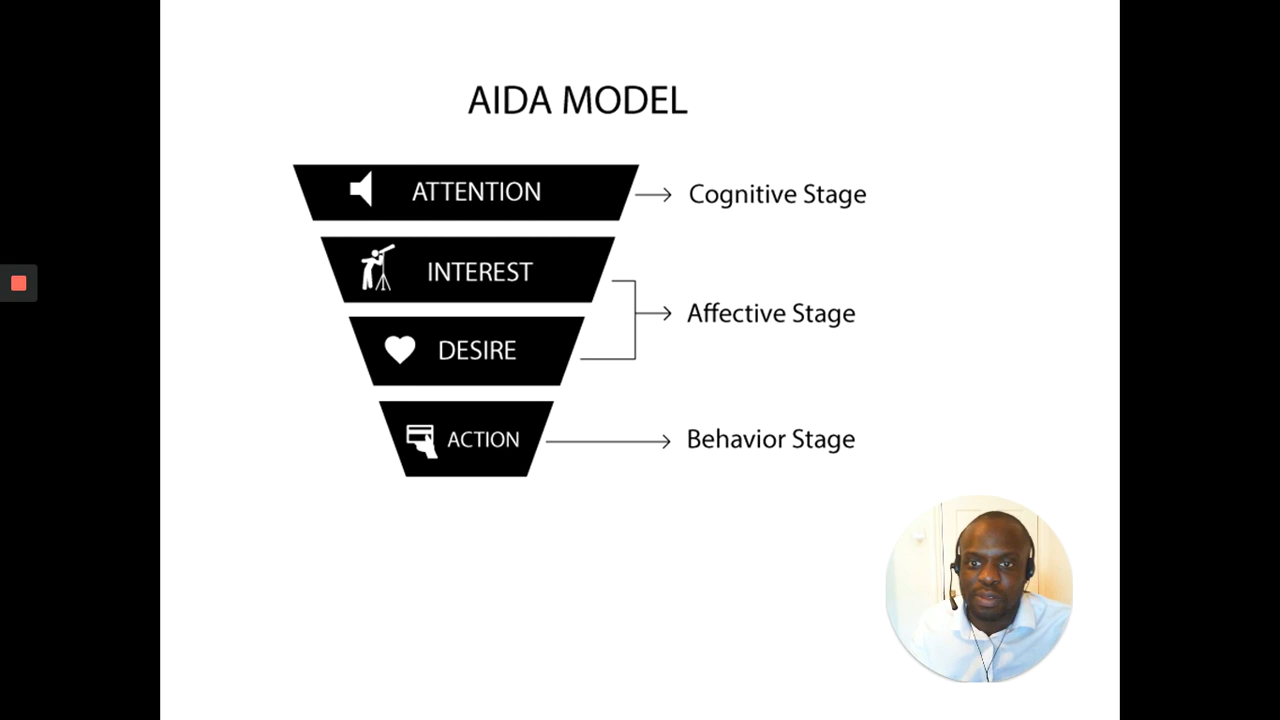 AIDA MODEL
ATTENTION
Cognitive Stage
INTEREST
Affective Stage
DESIRE
ACTION
Behavior Stage